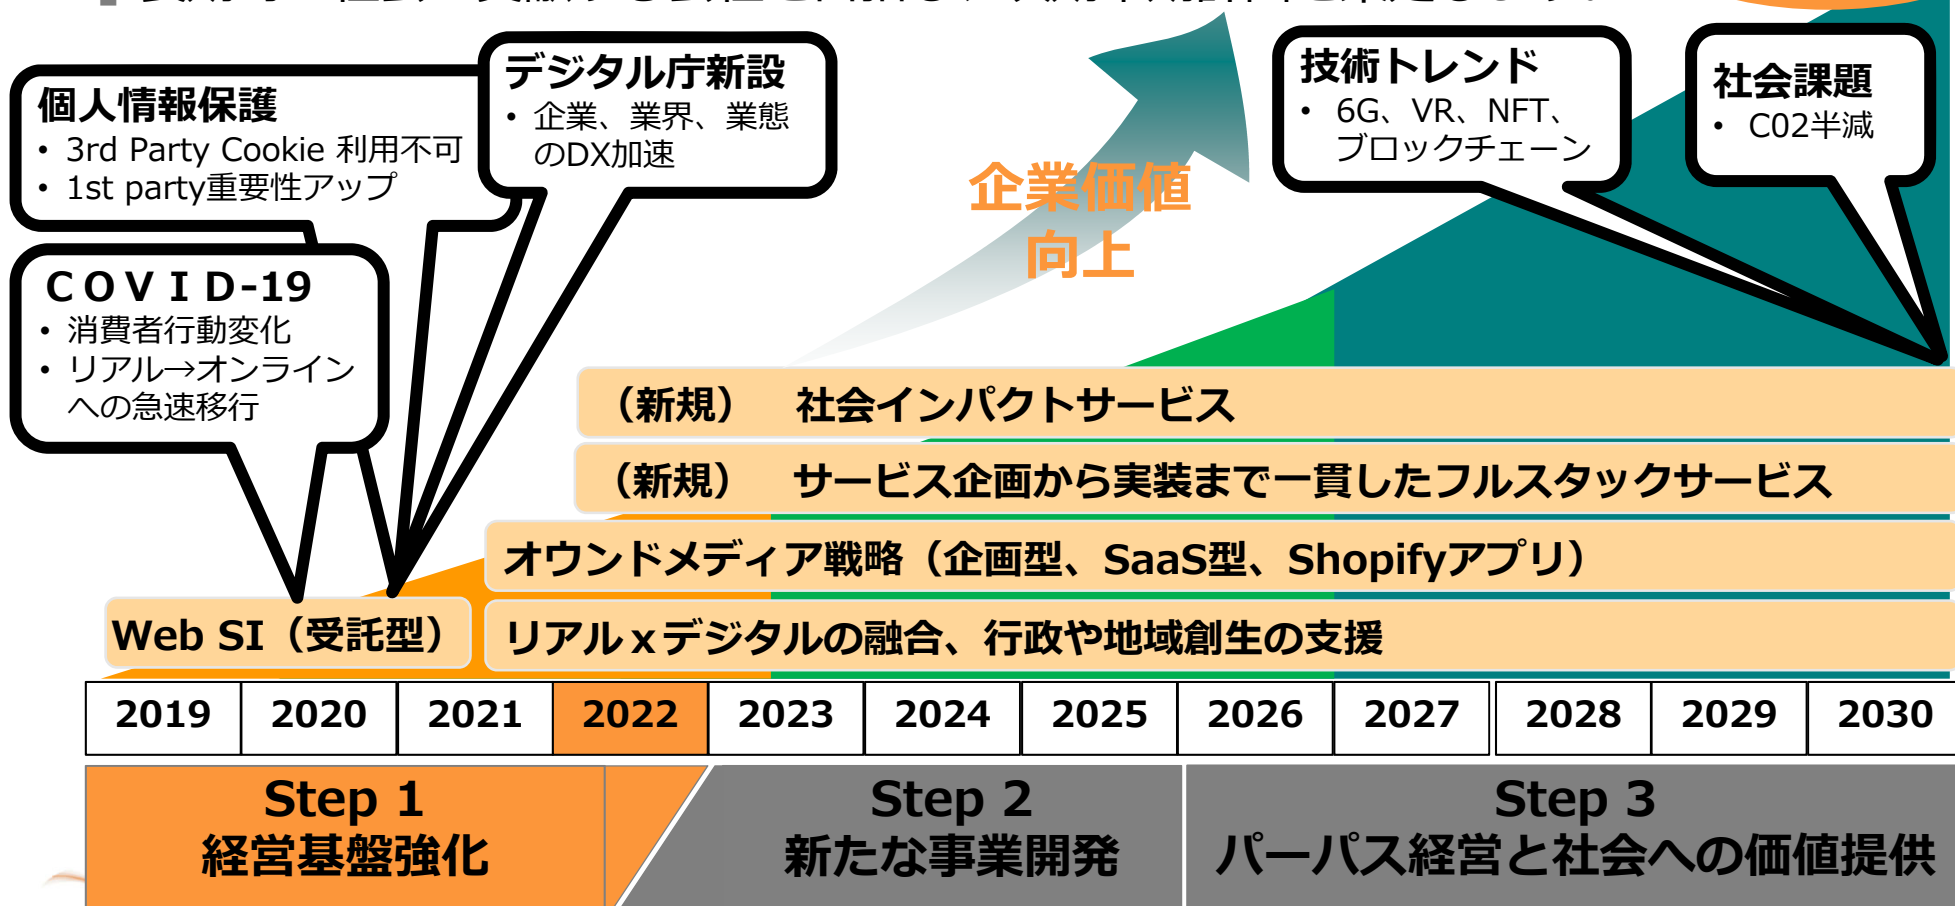 個人情報保護
• 3rd Party Cookie 利用不可
• 1st party重要性アップ
デジタル庁新設
• 企業、業界、業態
のDX加速
ＣＯＶＩＤ-19
• 消費者行動変化
• リアル→オンライン
への急速移行
企業価値
向上
技術トレンド
• 6G、VR、NFT、
ブロックチェーン
社会課題
• C02半減
（新規） 社会インパクトサービス
（新規） サービス企画から実装まで一貫したフルスタックサービス
オウンドメディア戦略（企画型、SaaS型、Shopifyアプリ）
Web SI（受託型）
リアルｘデジタルの融合、行政や地域創生の支援
2019 2020 2021 2022 2023 2024 2025 2026 2027 2028 2029 2030
Step 1
経営基盤強化
Step 2
新たな事業開発
Step 3
パーパス経営と社会への価値提供